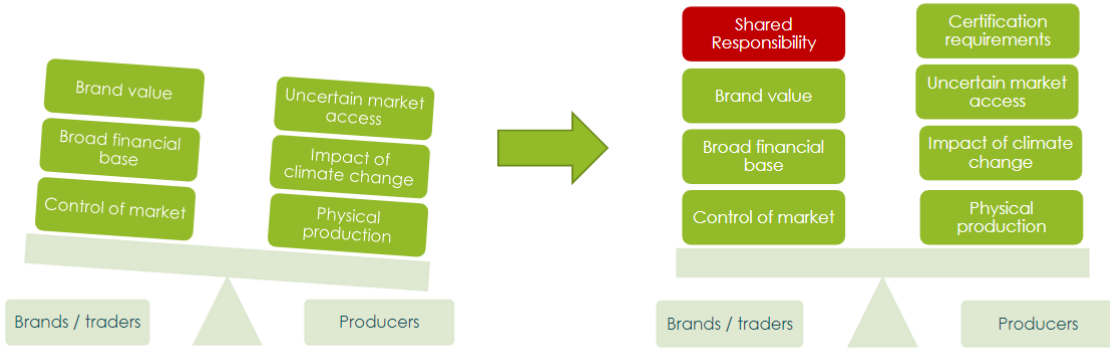 Brand value
Broad financial
base
Control of market
Uncertain market
access
Impact of
climate change
Physical
production
Brands / traders
Producers
Shared
Responsibility
Brand value
Broad financial
base
Control of market
Certification
requirements
Uncertain market
access
Impact of climate
change
Physical
production
Brands / traders
Producers